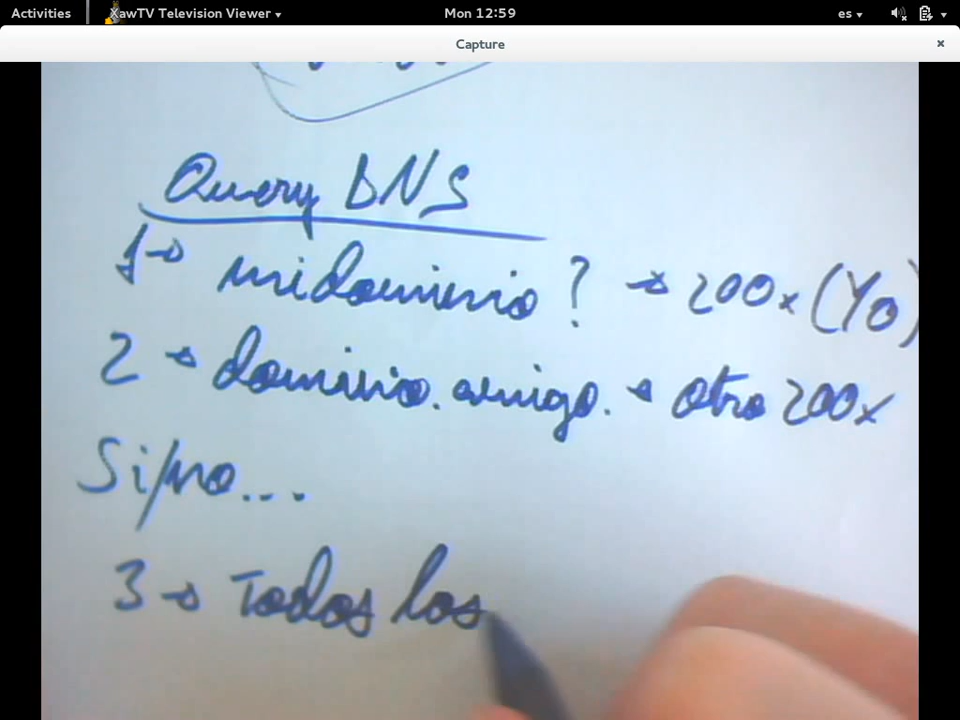 Activities XawTV Television Viewer Mon 12:59 es
Capture
Query DNS
1→ midominio? → 200x (Yo)
2 → dominio.amigo. → otro 200x
Si/no...
3 → Todos los